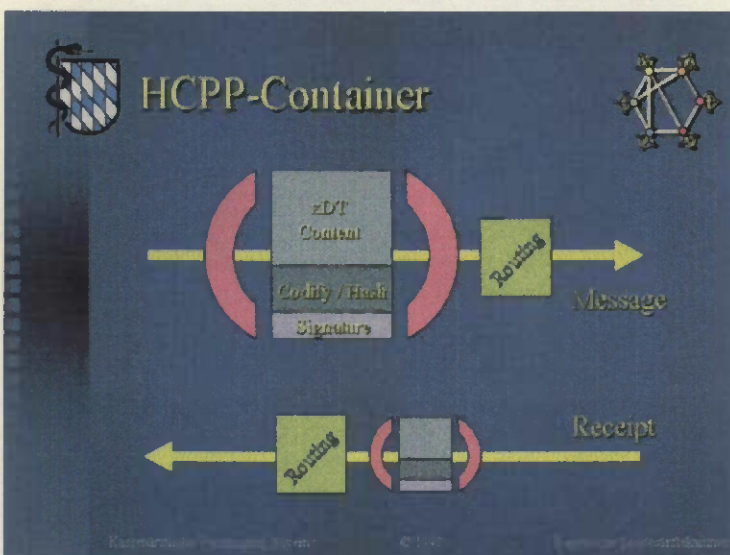 HCPP-Container
xDT
Content
Codify / Hash
Signature
Routing
Message
Receipt
Routing